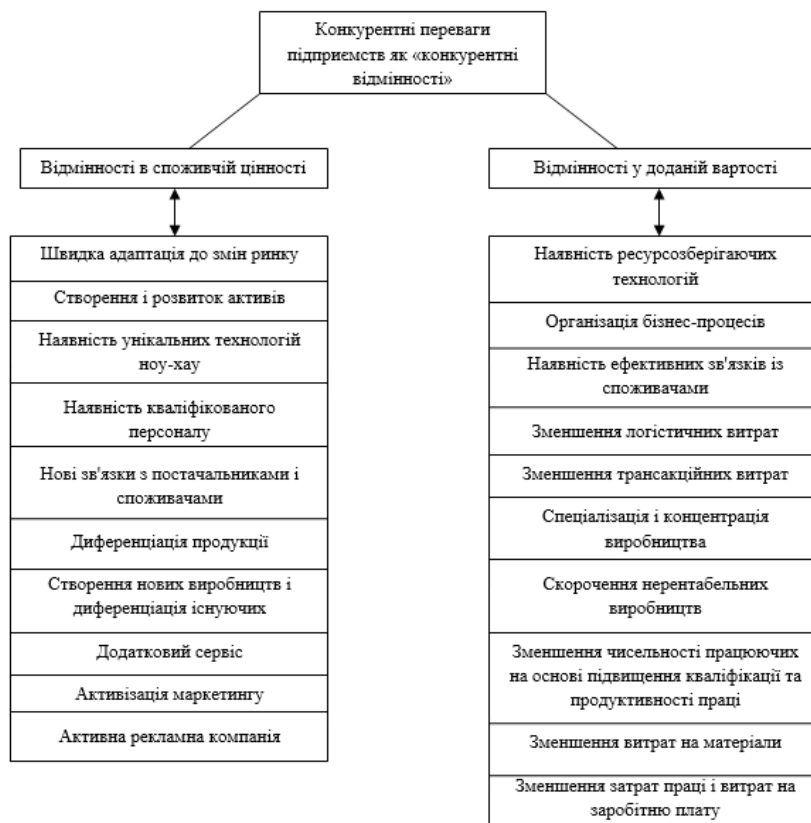 Конкурентні переваги
підприємств як «конкурентні
відмінності»
Відмінності в споживчій цінності
Швидка адаптація до змін ринку
Створення і розвиток активів
Наявність унікальних технологій
ноу-хау
Наявність кваліфікованого
персоналу
Нові зв'язки з постачальниками і
споживачами
Диференціація продукції
Створення нових виробництв і
диференціація існуючих
Додатковий сервіс
Активізація маркетингу
Активна рекламна компанія
Відмінності у доданій вартості
Наявність ресурсозберігаючих
технологій
Організація бізнес-процесів
Наявність ефективних зв'язків із
споживачами
Зменшення логістичних витрат
Зменшення трансакційних витрат
Спеціалізація і концентрація
виробництва
Скорочення нерентабельних
виробництв
Зменшення чисельності працюючих
на основі підвищення кваліфікації та
продуктивності праці
Зменшення витрат на матеріали
Зменшення затрат праці і витрат на
заробітню плату